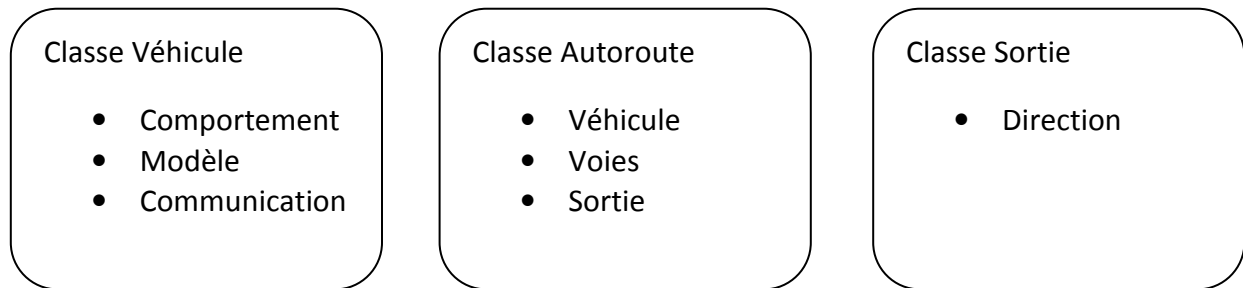 Classe Véhicule
• Comportement
• Modèle
• Communication
Classe Autoroute
• Véhicule
• Voies
• Sortie
Classe Sortie
• Direction